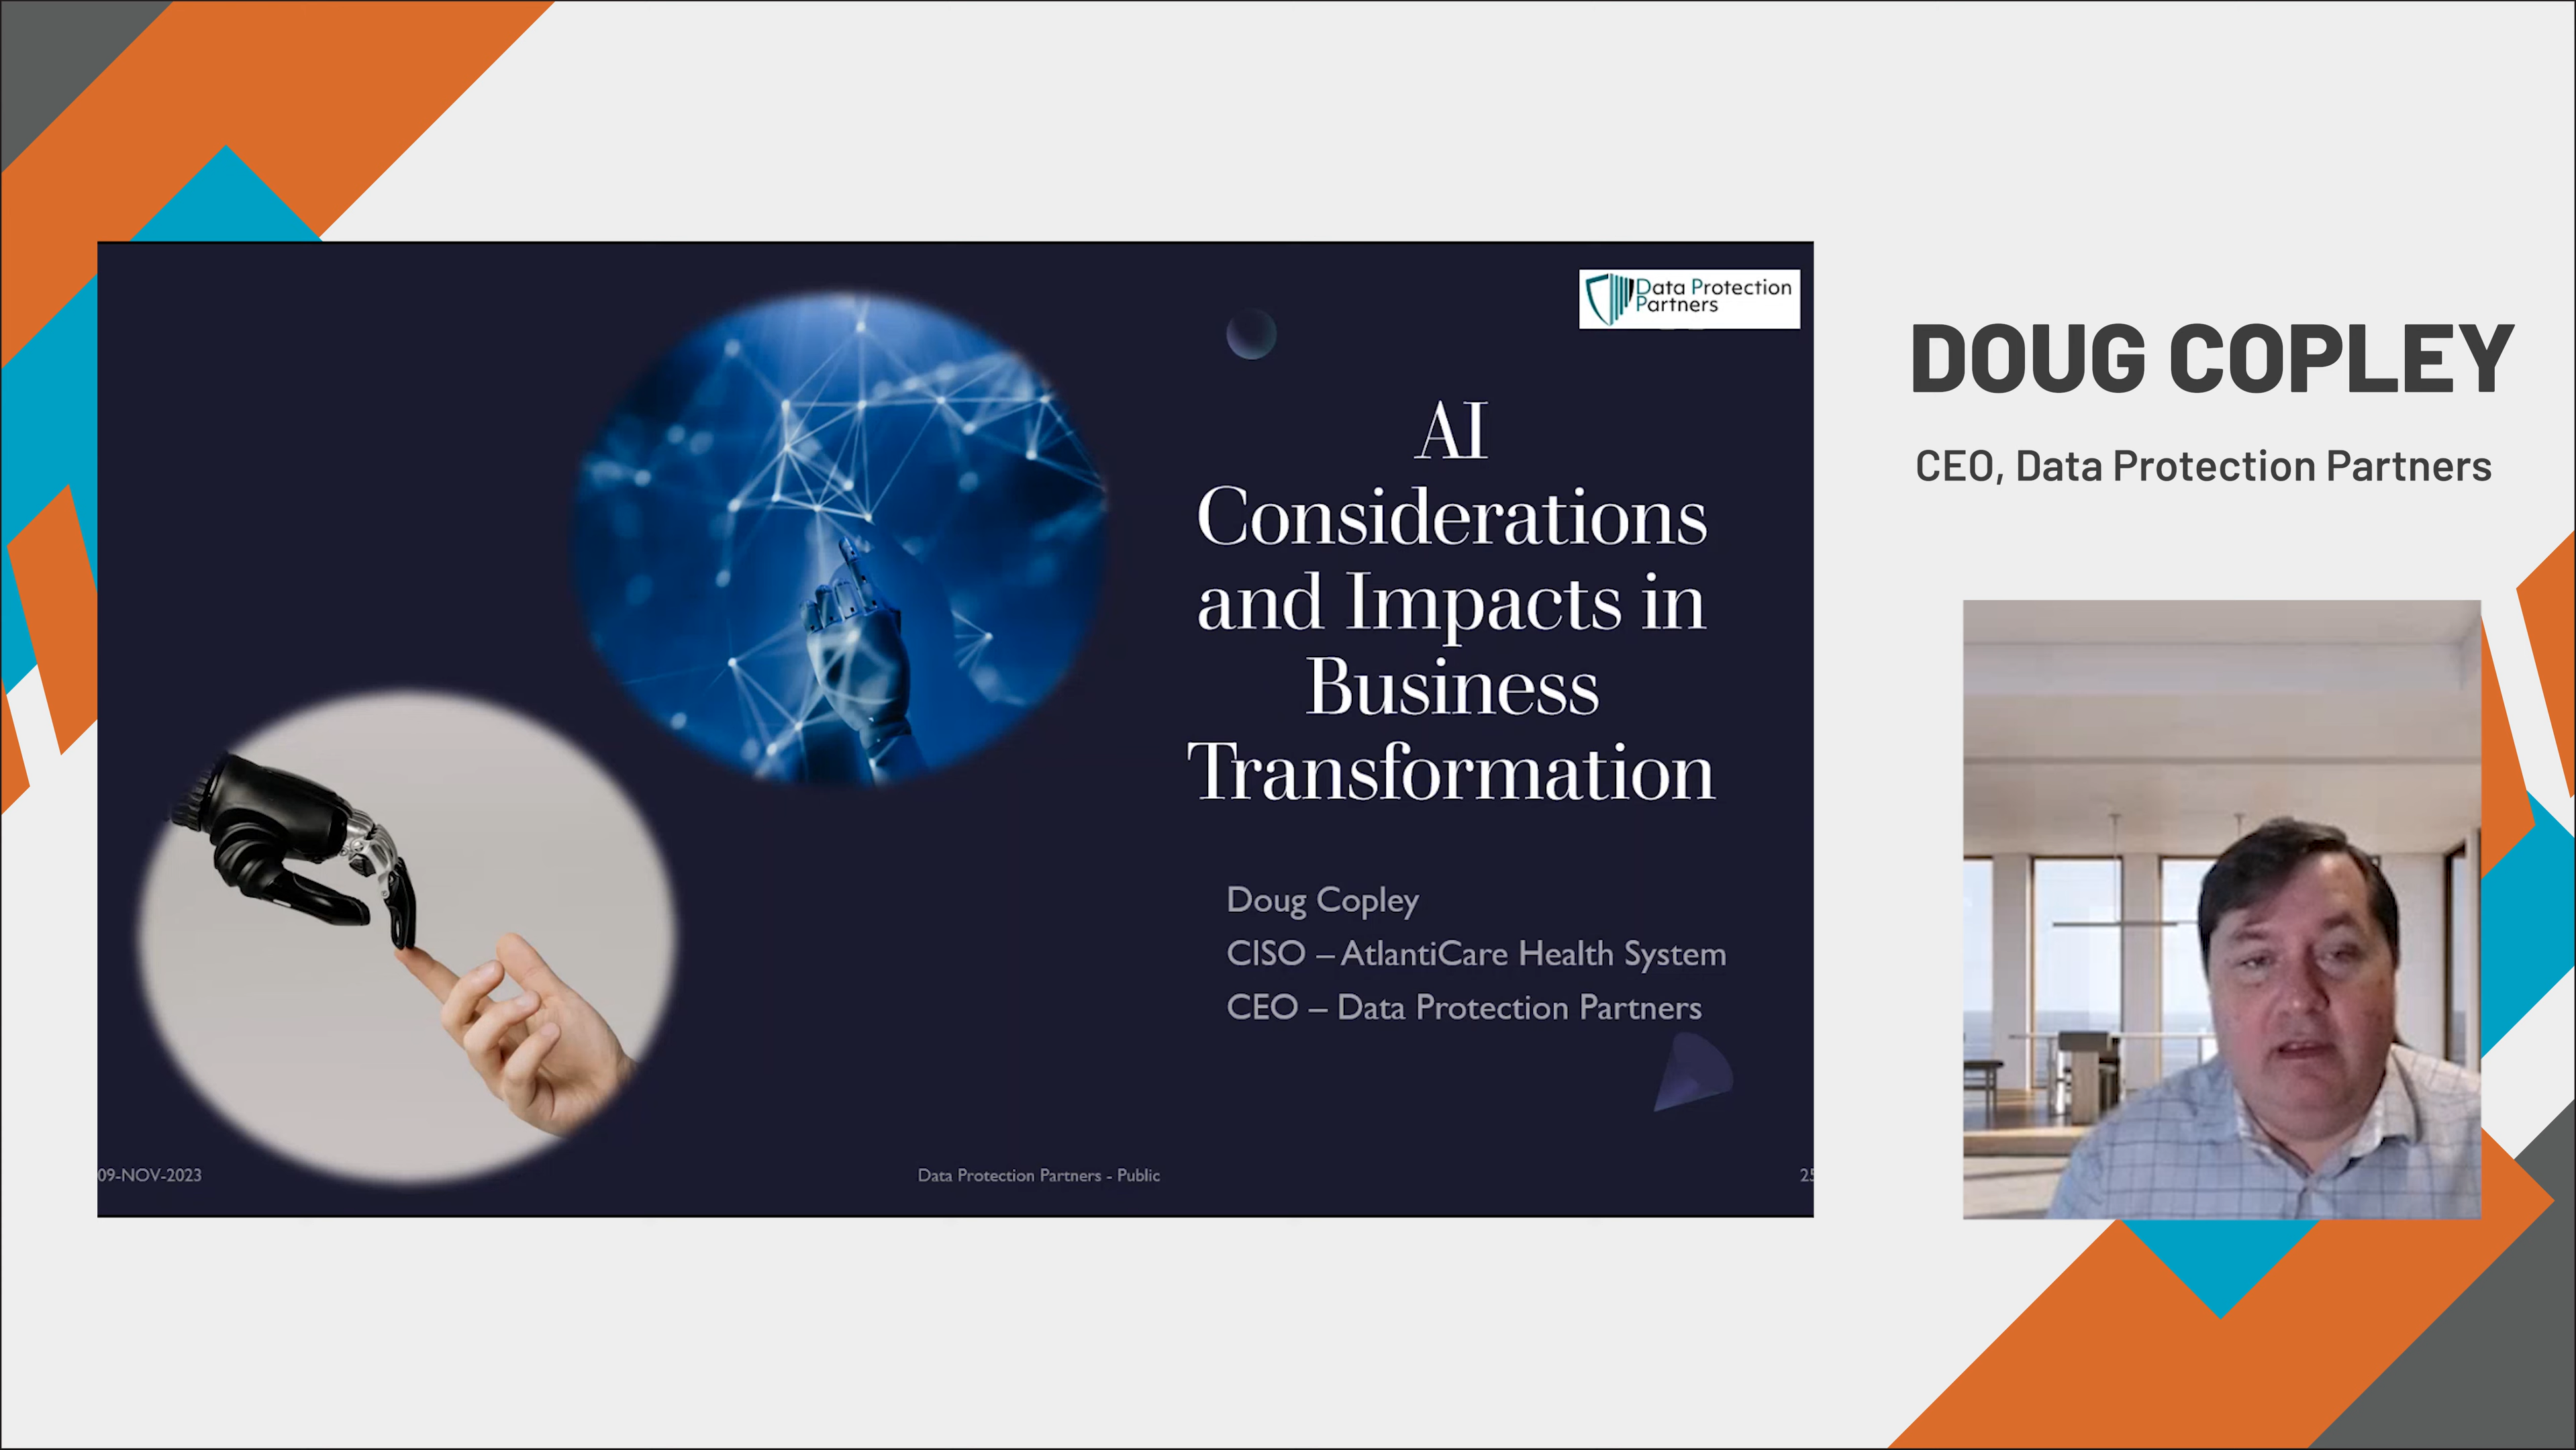 Data Protection
Partners
AI
Considerations
and Impacts in
Business
Transformation
Doug Copley
CISO – AtlantiCare Health System
CEO – Data Protection Partners
09-NOV-2023
Data Protection Partners - Public
25
DOUG COPLEY
CEO, Data Protection Partners